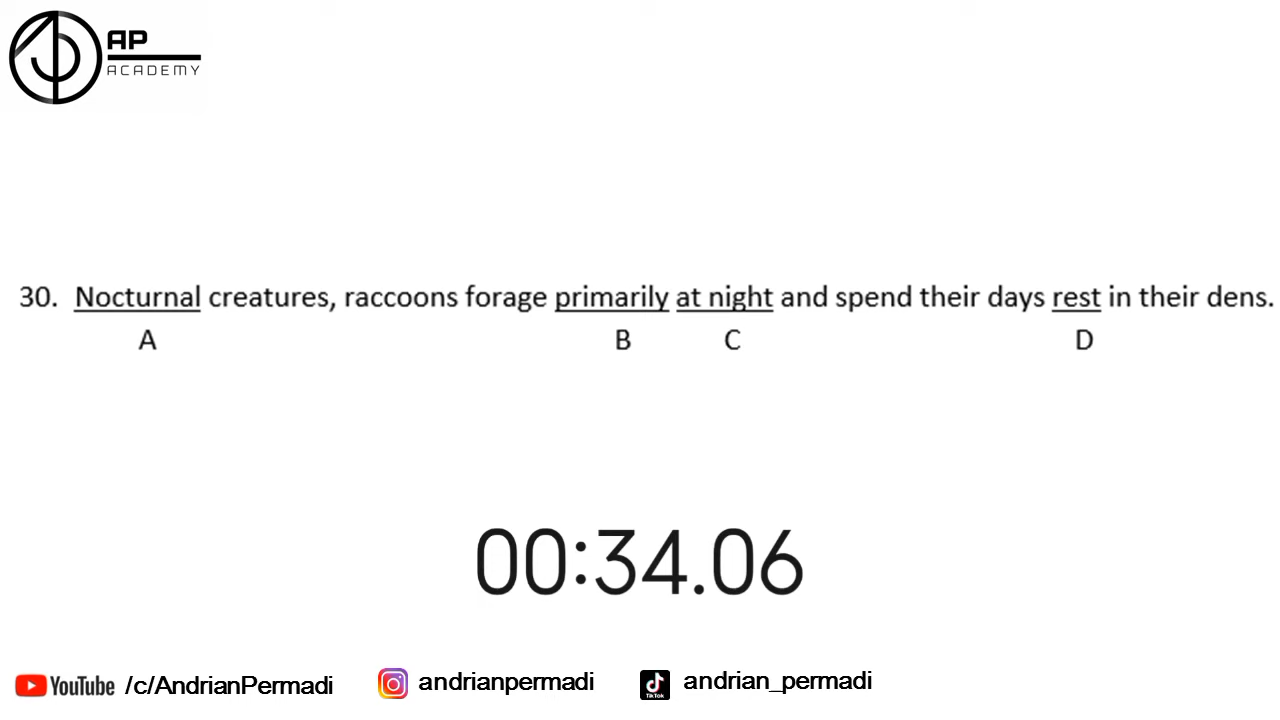 AP
ACADEMY
30. Nocturnal creatures, raccoons forage primarily at night and spend their days rest in their dens.
A B C D
00:34.06
YouTube /c/AndrianPermadi andrianpermadi TikTok andrian_permadi